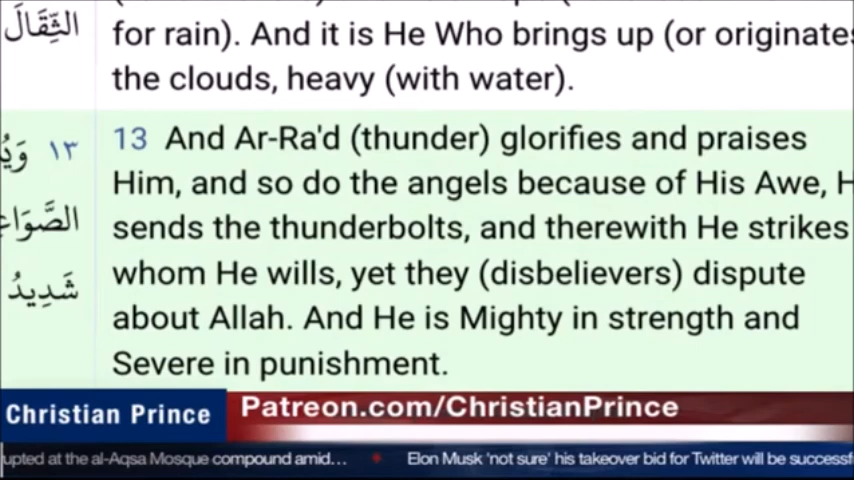 الثِّقَالَ
for rain). And it is He Who brings up (or originates
the clouds, heavy (with water).
١٣
13 And Ar-Ra'd (thunder) glorifies and praises
Him, and so do the angels because of His Awe, H
الصَّوَاعِ
sends the thunderbolts, and therewith He strikes
شَدِيدُ
whom He wills, yet they (disbelievers) dispute
about Allah. And He is Mighty in strength and
Severe in punishment.
Christian Prince
Patreon.com/ChristianPrince
upted at the al-Aqsa Mosque compound amid...
Elon Musk 'not sure' his takeover bid for Twitter will be successf